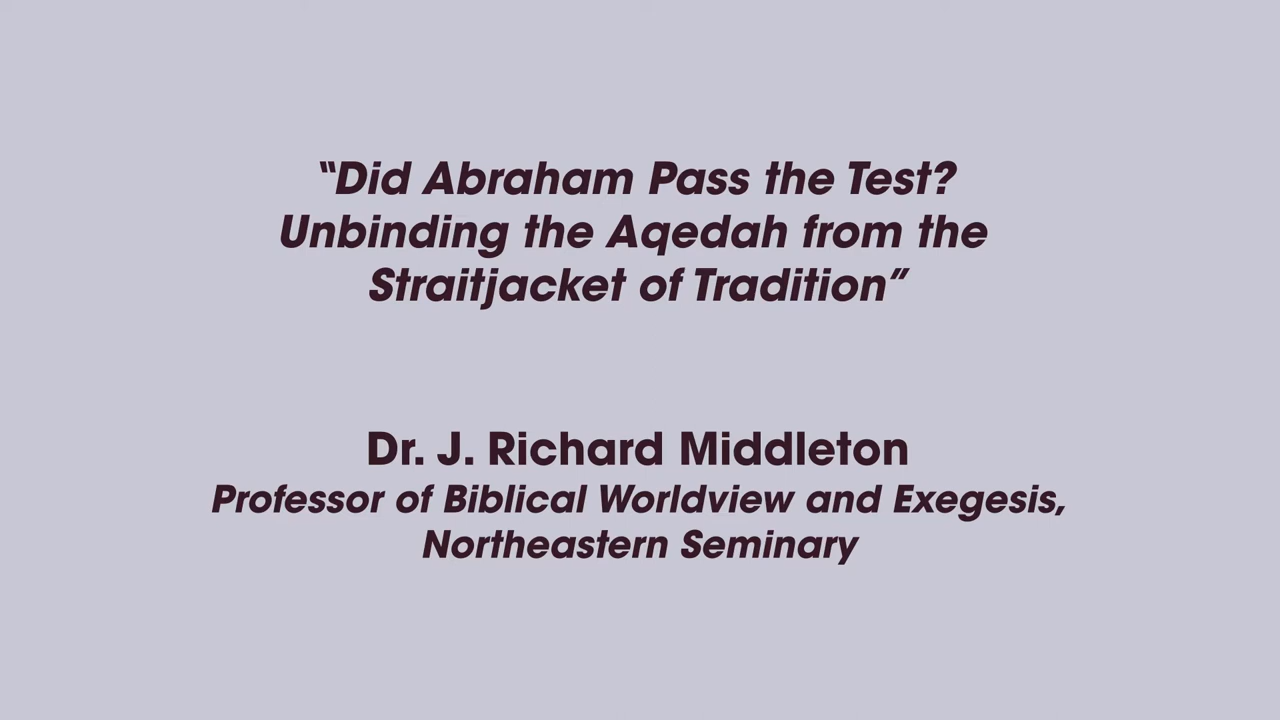 “Did Abraham Pass the Test?
Unbinding the Aqedah from the
Straitjacket of Tradition”
Dr. J. Richard Middleton
Professor of Biblical Worldview and Exegesis,
Northeastern Seminary